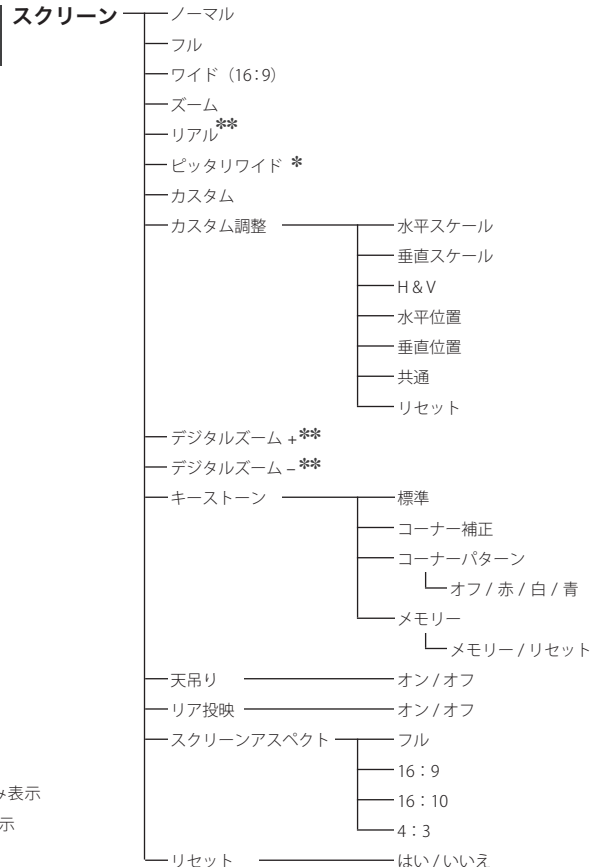 スクリーン
ノーマル
フル
ワイド（16：9）
ズーム
リアル**
ピッタリワイド *
カスタム
カスタム調整
水平スケール
垂直スケール
H & V
水平位置
垂直位置
共通
リセット
デジタルズーム +**
デジタルズーム –**
キーストーン
標準
コーナー補正
コーナーパターン
オフ / 赤 / 白 / 青
メモリー
メモリー / リセット
天吊り
オン / オフ
リア投映
オン / オフ
スクリーンアスペクト
フル
16：9
16：10
4：3
み表示
示
リセット
はい / いいえ